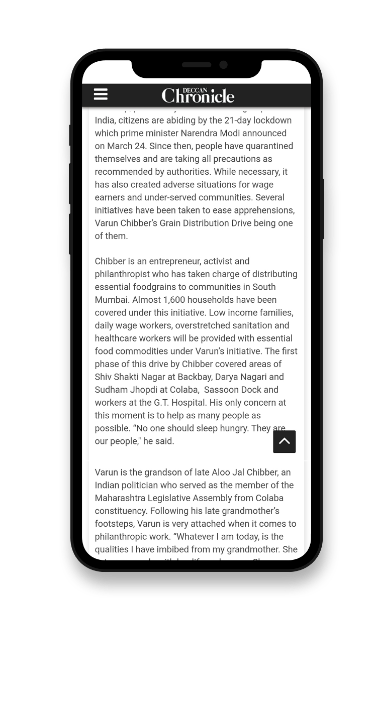 DECCAN
Chronicle
India, citizens are abiding by the 21-day lockdown
which prime minister Narendra Modi announced
on March 24. Since then, people have quarantined
themselves and are taking all precautions as
recommended by authorities. While necessary, it
has also created adverse situations for wage
earners and under-served communities. Several
initiatives have been taken to ease apprehensions,
Varun Chibber's Grain Distribution Drive being one
of them.
Chibber is an entrepreneur, activist and
philanthropist who has taken charge of distributing
essential foodgrains to communities in South
Mumbai. Almost 1,600 households have been
covered under this initiative. Low income families,
daily wage workers, overstretched sanitation and
healthcare workers will be provided with essential
food commodities under Varun's initiative. The first
phase of this drive by Chibber covered areas of
Shiv Shakti Nagar at Backbay, Darya Nagari and
Sudham Jhopdi at Colaba, Sassoon Dock and
workers at the G.T. Hospital. His only concern at
this moment is to help as many people as
possible. “No one should sleep hungry. They are
our people," he said.
Varun is the grandson of late Aloo Jal Chibber, an
Indian politician who served as the member of the
Maharashtra Legislative Assembly from Colaba
constituency. Following his late grandmother's
footsteps, Varun is very attached when it comes to
philanthropic work. “Whatever I am today, is the
qualities I have imbibed from my grandmother. She